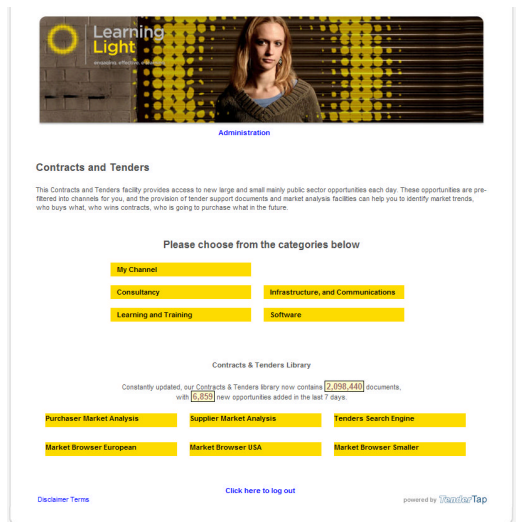 Learning
Light
engaging, effective, e-learning
Administration
Contracts and Tenders
This Contracts and Tenders facility provides access to new large and small mainly public sector opportunities each day. These opportunities are pre-
filtered into channels for you, and the provision of tender support documents and market analysis facilities can help you to identify market trends,
who buys what, who wins contracts, who is going to purchase what in the future.
Please choose from the categories below
My Channel
Consultancy
Infrastructure, and Communications
Learning and Training
Software
Contracts & Tenders Library
Constantly updated, our Contracts & Tenders library now contains 2,098,440 documents,
with 6,859 new opportunities added in the last 7 days.
Purchaser Market Analysis
Supplier Market Analysis
Tenders Search Engine
Market Browser European
Market Browser USA
Market Browser Smaller
Click here to log out
Disclaimer Terms
powered by TenderTap